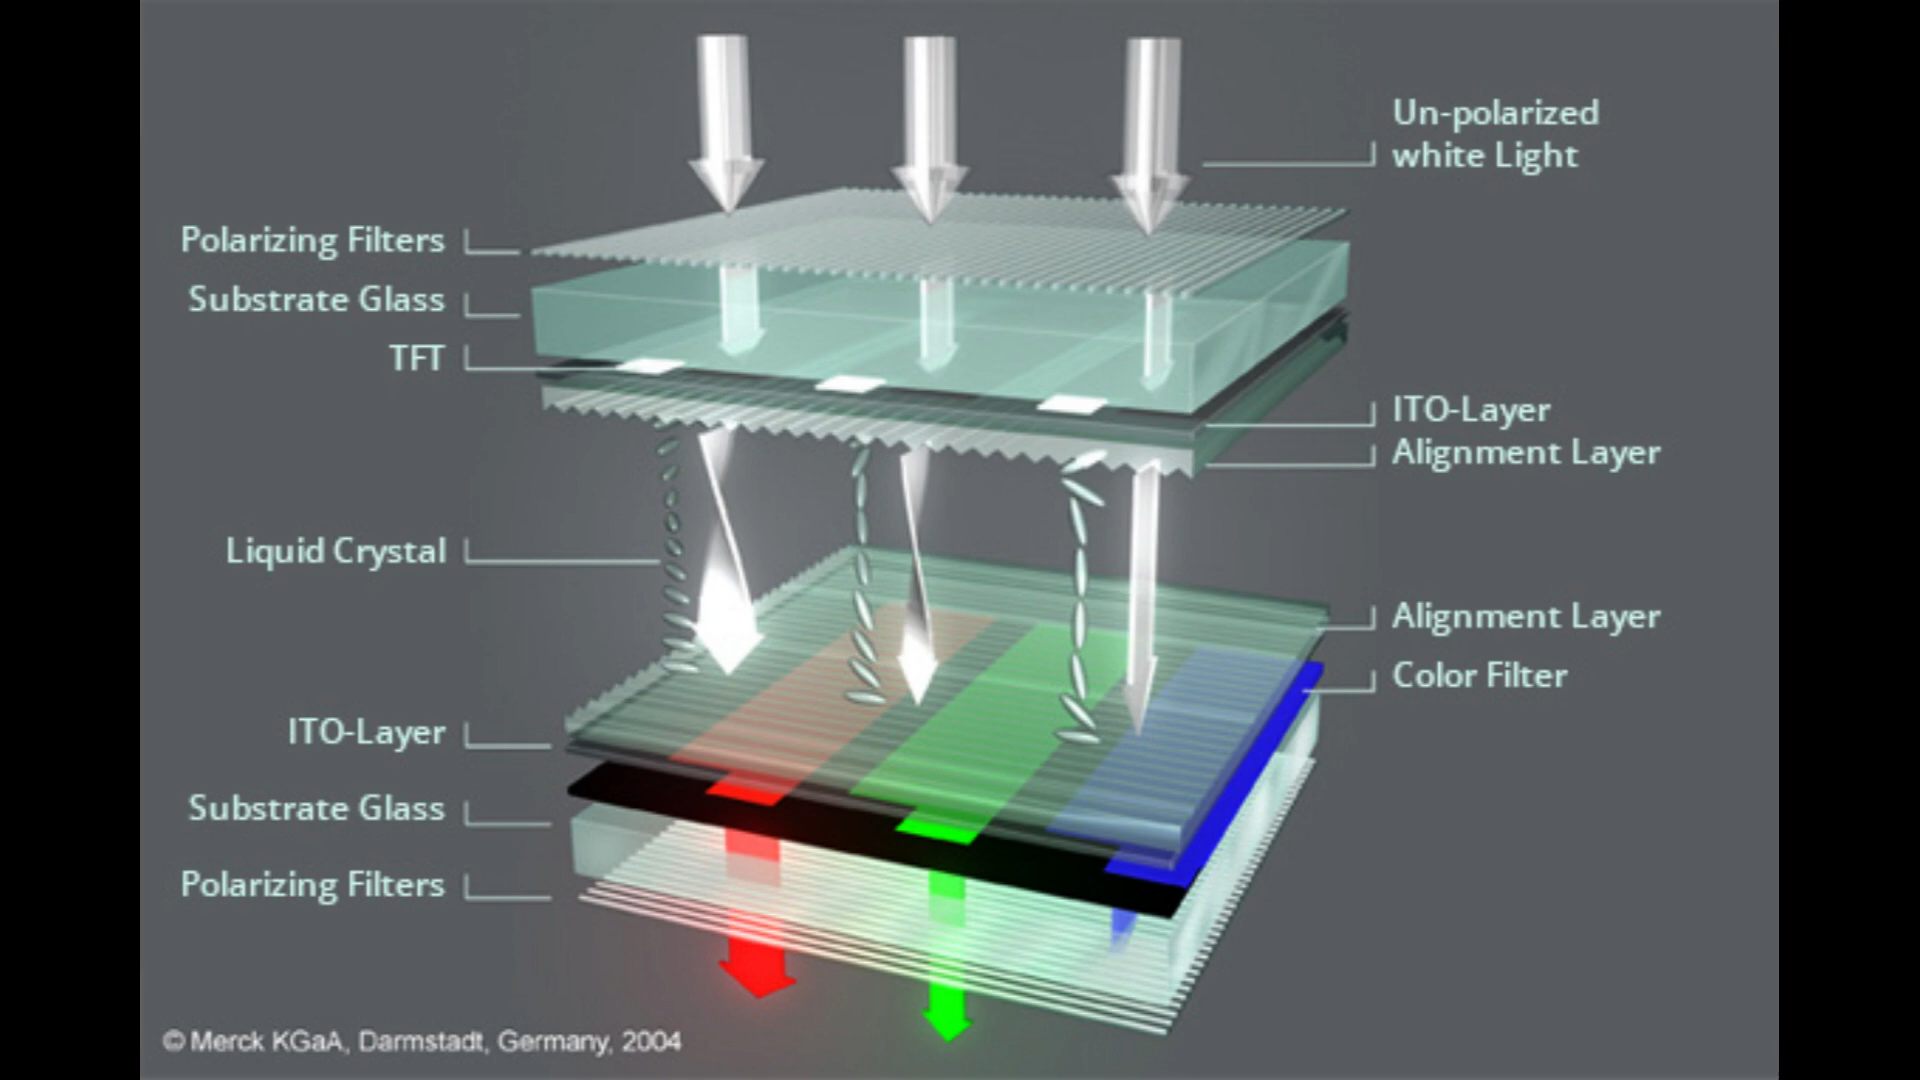 Un-polarized
white Light
Polarizing Filters
Substrate Glass
TFT
ITO-Layer
Alignment Layer
Liquid Crystal
Alignment Layer
Color Filter
ITO-Layer
Substrate Glass
Polarizing Filters
© Merck KGaA, Darmstadt, Germany, 2004